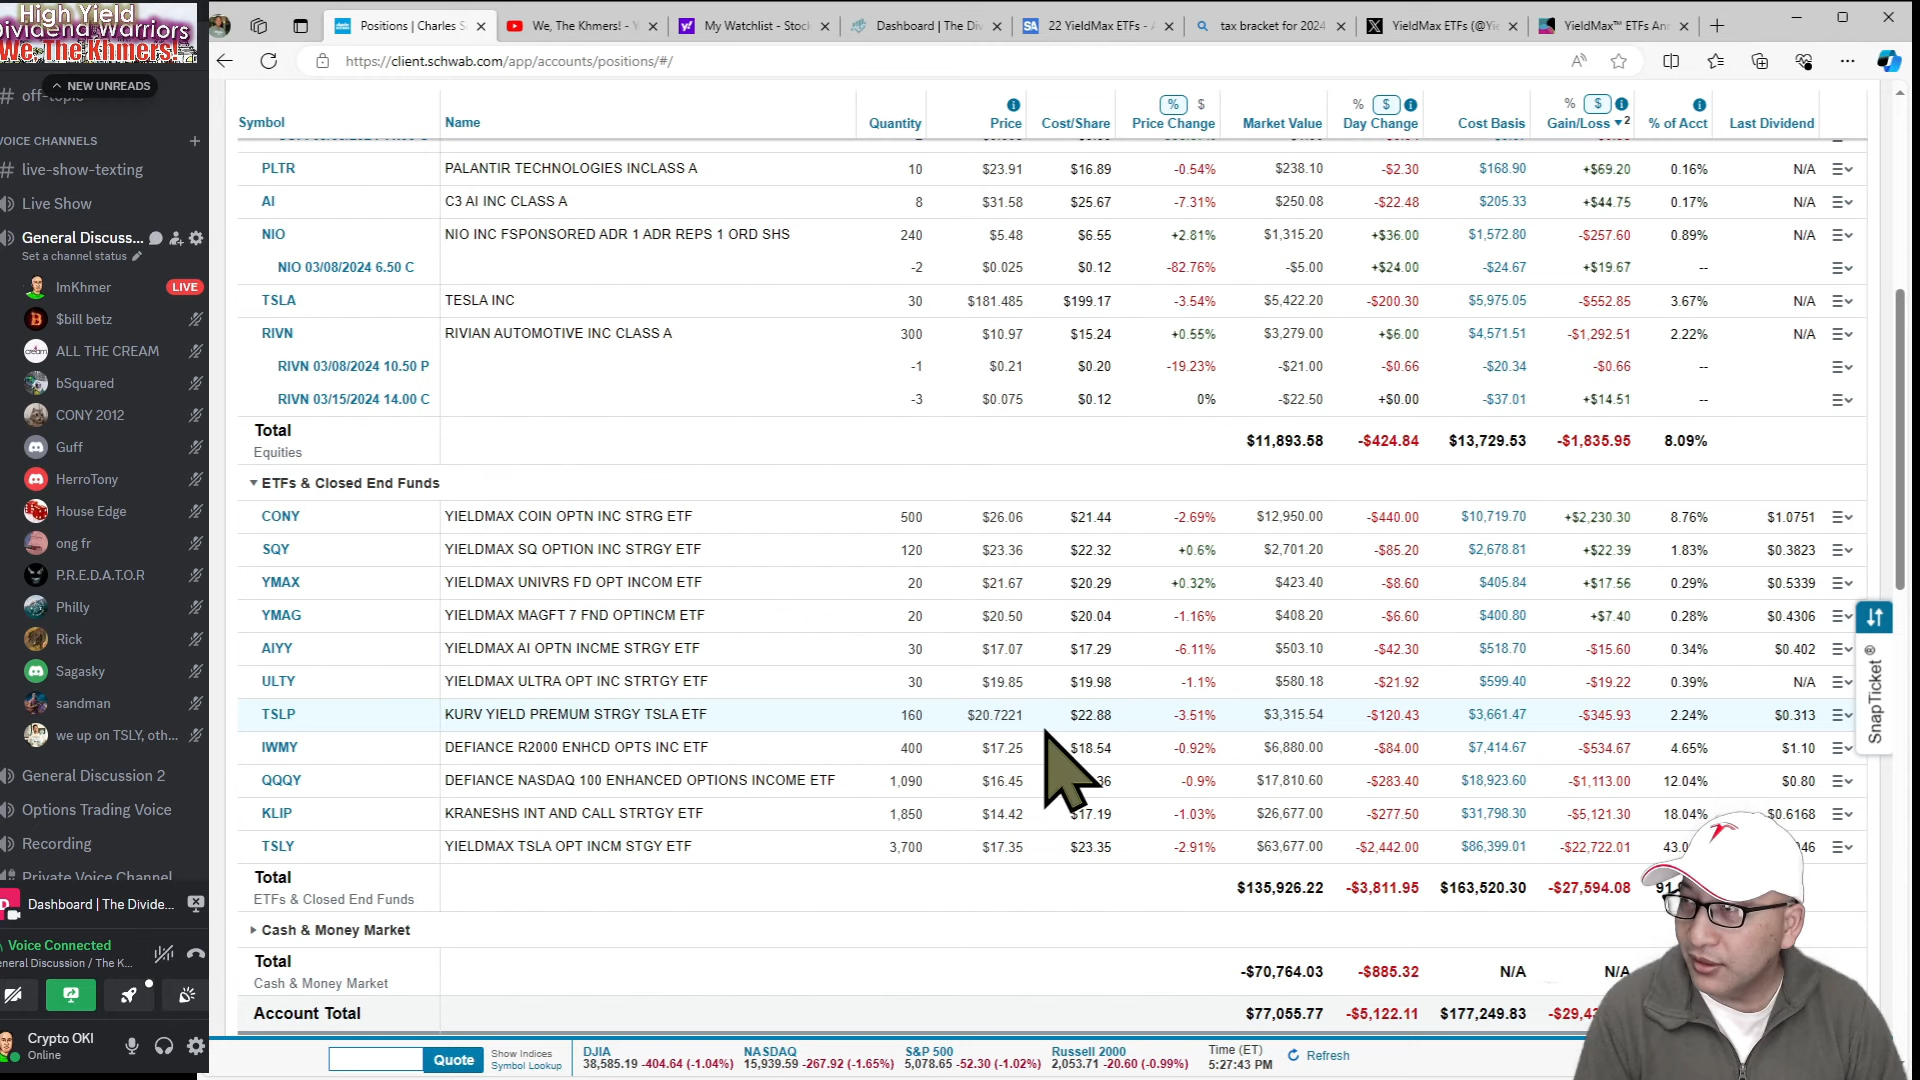 High Yield
Dividend Warriors
We The Khmers!
NEW UNREADS
# off-topic
VOICE CHANNELS +
# live-show-texting
Live Show
General Discuss...
Set a channel status
ImKhmer LIVE
$bill betz
ALL THE CREAM
bSquared
CONY 2012
Guff
HerroTony
House Edge
ong fr
P.R.E.D.A.T.O.R
Philly
Rick
Sagasky
sandman
we up on TSLY, oth...
General Discussion 2
Options Trading Voice
Recording
Private Voice Channel
Dashboard | The Divide...
Voice Connected
eneral Discussion / The K...
Crypto OKI
Online
Positions | Charles S
We, The Khmers! - Y
My Watchlist - Stock
Dashboard | The Div
22 YieldMax ETFs - A
tax bracket for 2024
YieldMax ETFs (@Yie
YieldMax™ ETFs Ann
https://client.schwab.com/app/accounts/positions/#/
% $ % $ % $
Symbol Name Quantity Price Cost/Share Price Change Market Value Day Change Cost Basis Gain/Loss ▼2 % of Acct Last Dividend
PLTR PALANTIR TECHNOLOGIES INCLASS A 10 $23.91 $16.89 -0.54% $238.10 -$2.30 $168.90 +$69.20 0.16% N/A
AI C3 AI INC CLASS A 8 $31.58 $25.67 -7.31% $250.08 -$22.48 $205.33 +$44.75 0.17% N/A
NIO NIO INC FSPONSORED ADR 1 ADR REPS 1 ORD SHS 240 $5.48 $6.55 +2.81% $1,315.20 +$36.00 $1,572.80 -$257.60 0.89% N/A
NIO 03/08/2024 6.50 C -2 $0.025 $0.12 -82.76% -$5.00 +$24.00 -$24.67 +$19.67 --
TSLA TESLA INC 30 $181.485 $199.17 -3.54% $5,422.20 -$200.30 $5,975.05 -$552.85 3.67% N/A
RIVN RIVIAN AUTOMOTIVE INC CLASS A 300 $10.97 $15.24 +0.55% $3,279.00 +$6.00 $4,571.51 -$1,292.51 2.22% N/A
RIVN 03/08/2024 10.50 P -1 $0.21 $0.20 -19.23% -$21.00 -$0.66 -$20.34 -$0.66 --
RIVN 03/15/2024 14.00 C -3 $0.075 $0.12 0% -$22.50 +$0.00 -$37.01 +$14.51 --
Total
Equities
$11,893.58 -$424.84 $13,729.53 -$1,835.95 8.09%
ETFs & Closed End Funds
CONY YIELDMAX COIN OPTN INC STRG ETF 500 $26.06 $21.44 -2.69% $12,950.00 -$440.00 $10,719.70 +$2,230.30 8.76% $1.0751
SQY YIELDMAX SQ OPTION INC STRGY ETF 120 $23.36 $22.32 +0.6% $2,701.20 -$85.20 $2,678.81 +$22.39 1.83% $0.3823
YMAX YIELDMAX UNIVRS FD OPT INCOM ETF 20 $21.67 $20.29 +0.32% $423.40 -$8.60 $405.84 +$17.56 0.29% $0.5339
YMAG YIELDMAX MAGFT 7 FND OPTINCM ETF 20 $20.50 $20.04 -1.16% $408.20 -$6.60 $400.80 +$7.40 0.28% $0.4306
AIYY YIELDMAX AI OPTN INCME STRGY ETF 30 $17.07 $17.29 -6.11% $503.10 -$42.30 $518.70 -$15.60 0.34% $0.402
ULTY YIELDMAX ULTRA OPT INC STRTGY ETF 30 $19.85 $19.98 -1.1% $580.18 -$21.92 $599.40 -$19.22 0.39% N/A
TSLP KURV YIELD PREMUM STRGY TSLA ETF 160 $20.7221 $22.88 -3.51% $3,315.54 -$120.43 $3,661.47 -$345.93 2.24% $0.313
IWMY DEFIANCE R2000 ENHCD OPTS INC ETF 400 $17.25 $18.54 -0.92% $6,880.00 -$84.00 $7,414.67 -$534.67 4.65% $1.10
QQQY DEFIANCE NASDAQ 100 ENHANCED OPTIONS INCOME ETF 1,090 $16.45 36 -0.9% $17,810.60 -$283.40 $18,923.60 -$1,113.00 12.04% $0.80
KLIP KRANESHS INT AND CALL STRTGY ETF 1,850 $14.42 $17.19 -1.03% $26,677.00 -$277.50 $31,798.30 -$5,121.30 18.04% $0.6168
TSLY YIELDMAX TSLA OPT INCM STGY ETF 3,700 $17.35 $23.35 -2.91% $63,677.00 -$2,442.00 $86,399.01 -$22,722.01 43.0 46
Total
ETFs & Closed End Funds
$135,926.22 -$3,811.95 $163,520.30 -$27,594.08 91.
Cash & Money Market
Total
Cash & Money Market
-$70,764.03 -$885.32 N/A N/A
Account Total $77,055.77 -$5,122.11 $177,249.83 -$29,4
SnapTicket®
Quote
Show Indices
Symbol Lookup
DJIA
38,585.19 -404.64 (-1.04%)
NASDAQ
15,939.59 -267.92 (-1.65%)
S&P 500
5,078.65 -52.30 (-1.02%)
Russell 2000
2,053.71 -20.60 (-0.99%)
Time (ET)
5:27:43 PM
Refresh